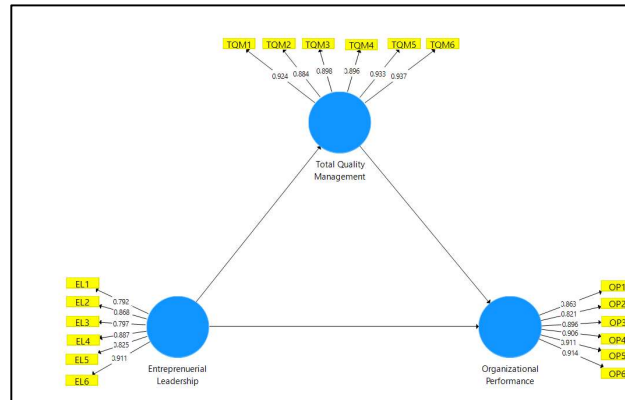 TQM1 TQM2 TQM3 TQM4 TQM5 TQM6
0.924 0.884 0.898 0.896 0.933 0.937
Total Quality
Management
EL1
EL2
EL3
EL4
EL5
EL6
0.792
0.868
0.797
0.887
0.825
0.911
Entreprenuerial
Leadership
0.863
0.821
0.896
0.906
0.911
0.914
OP1
OP2
OP3
OP4
OP5
OP6
Organizational
Performance